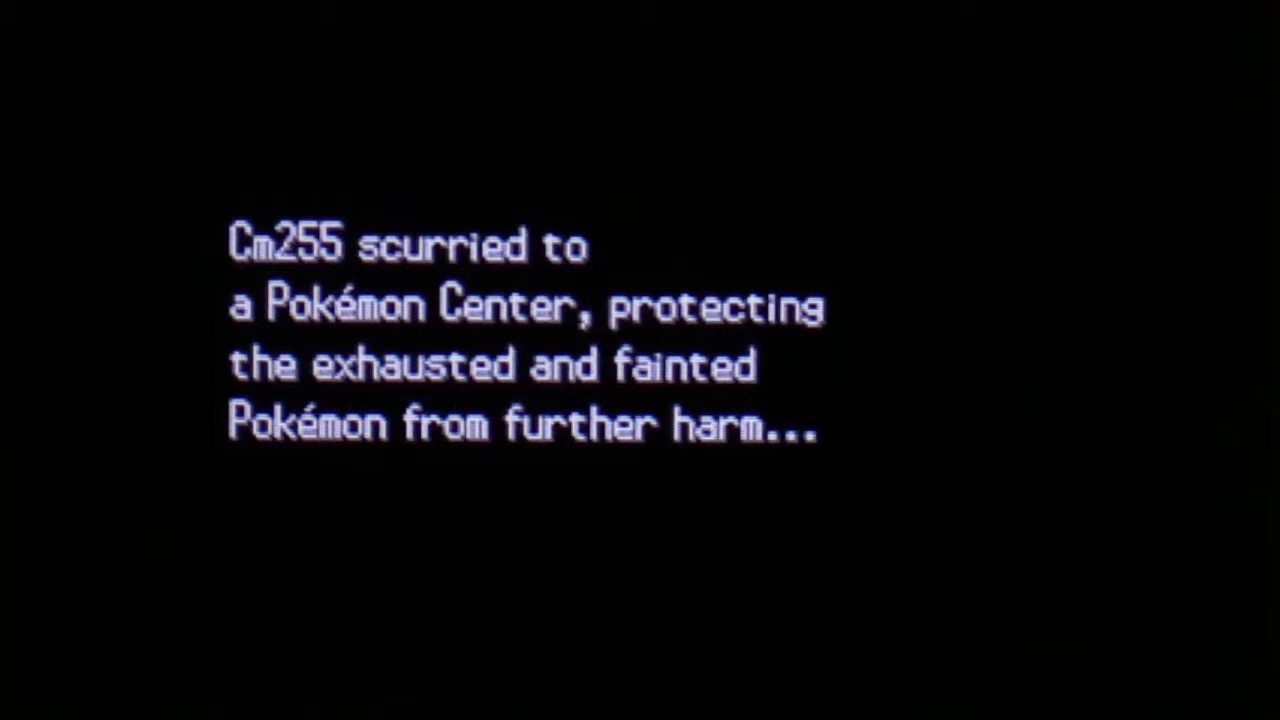 Cm255 scurried to
a Pokémon Center, protecting
the exhausted and fainted
Pokémon from further harm...